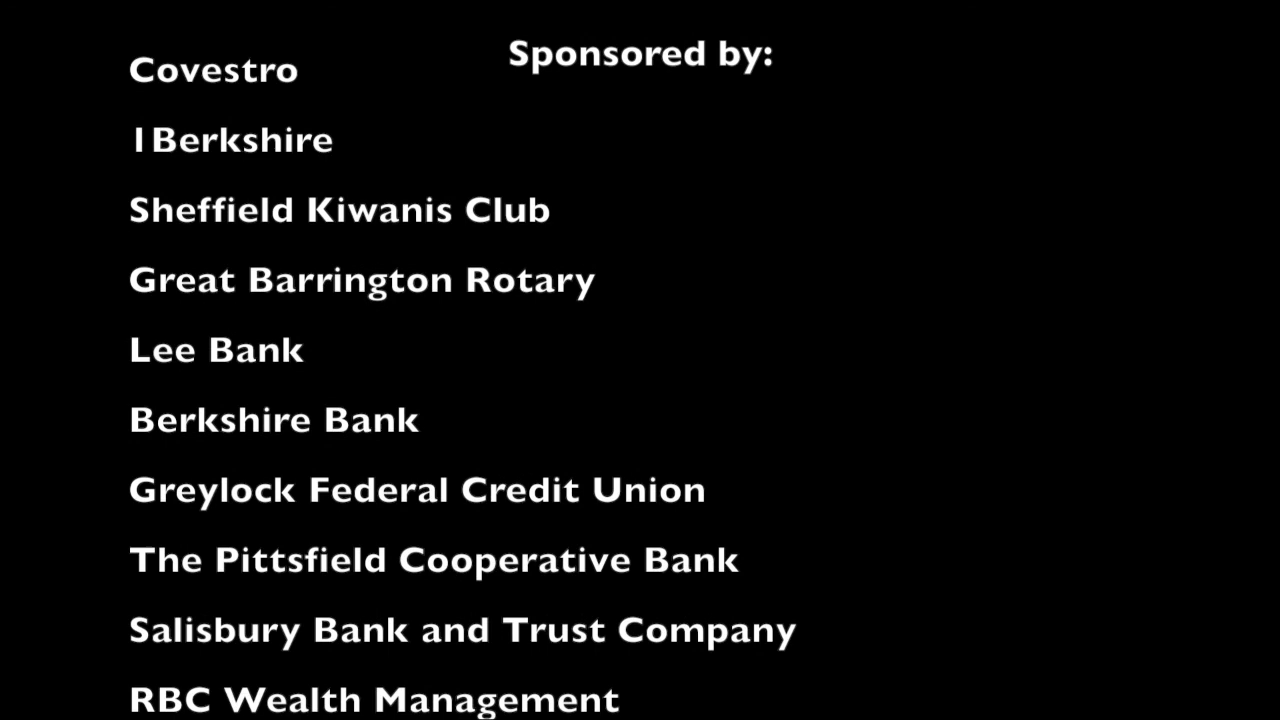 Sponsored by:
Covestro
1Berkshire
Sheffield Kiwanis Club
Great Barrington Rotary
Lee Bank
Berkshire Bank
Greylock Federal Credit Union
The Pittsfield Cooperative Bank
Salisbury Bank and Trust Company
RBC Wealth Management